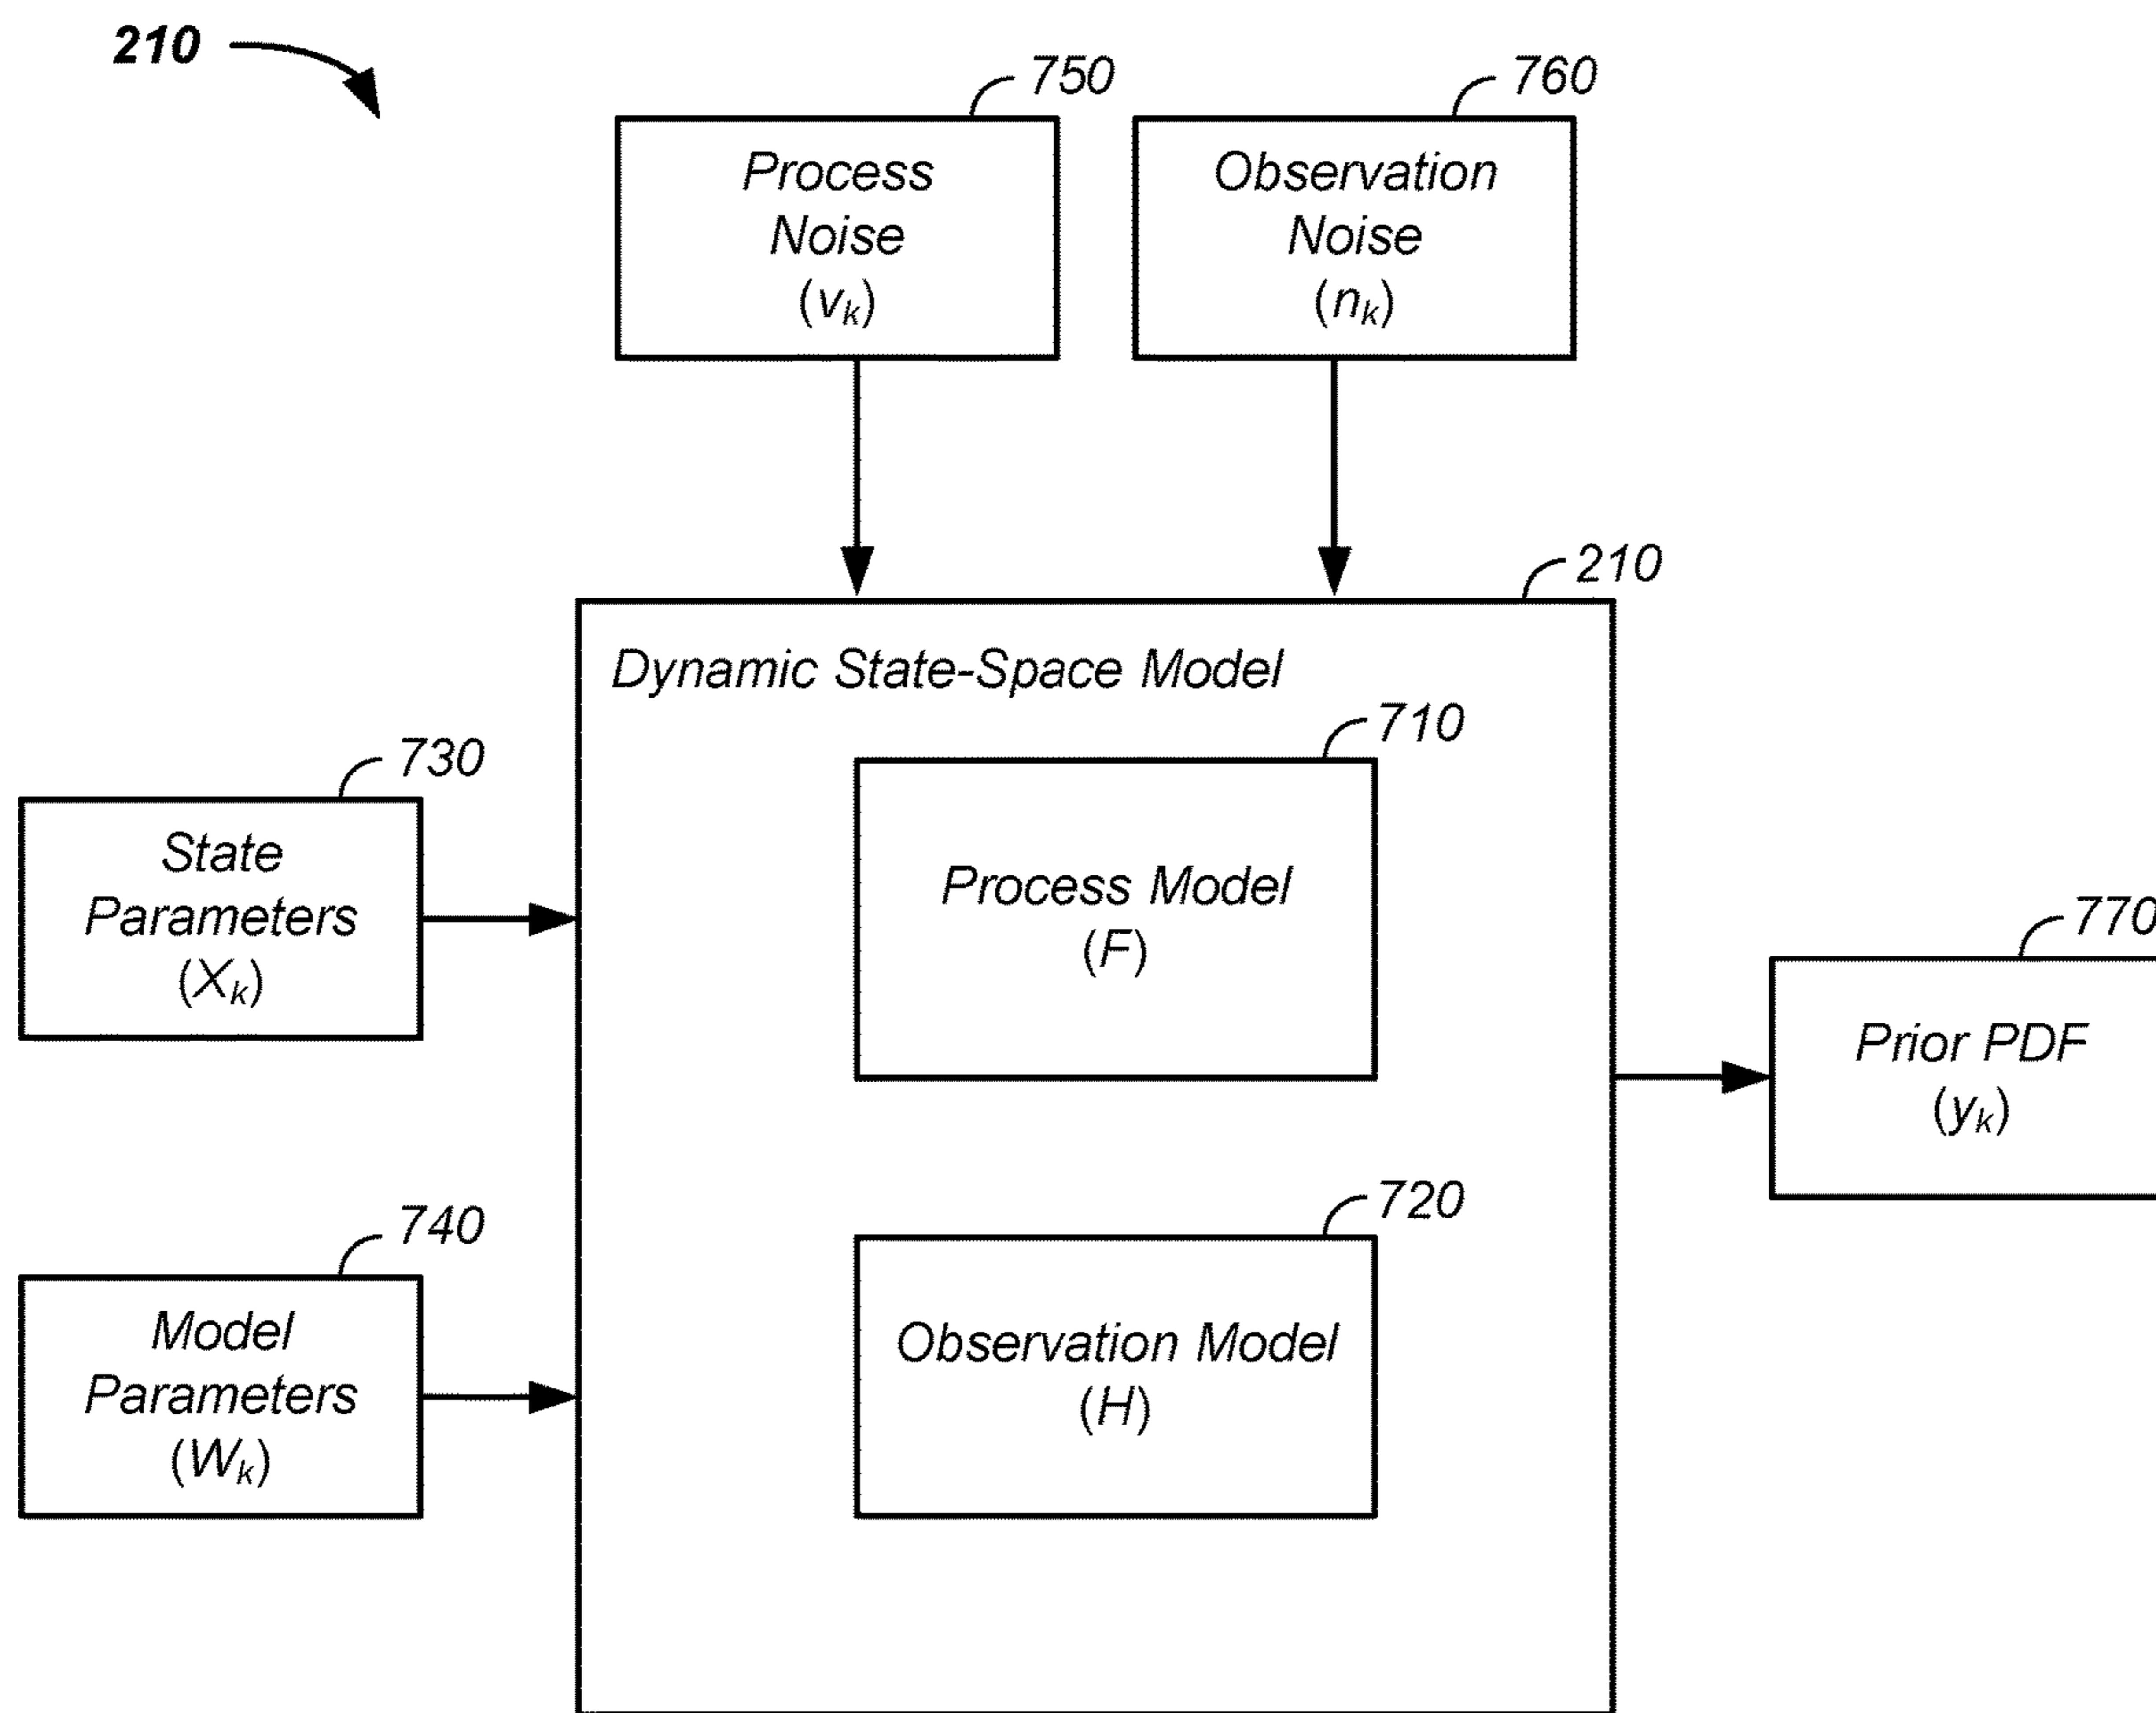 210
750
760
Process
Noise
(vₖ)
Observation
Noise
(nₖ)
210
Dynamic State-Space Model
710
730
Process Model
(F)
State
Parameters
(Xₖ)
770
Prior PDF
(yₖ)
720
740
Observation Model
(H)
Model
Parameters
(Wₖ)